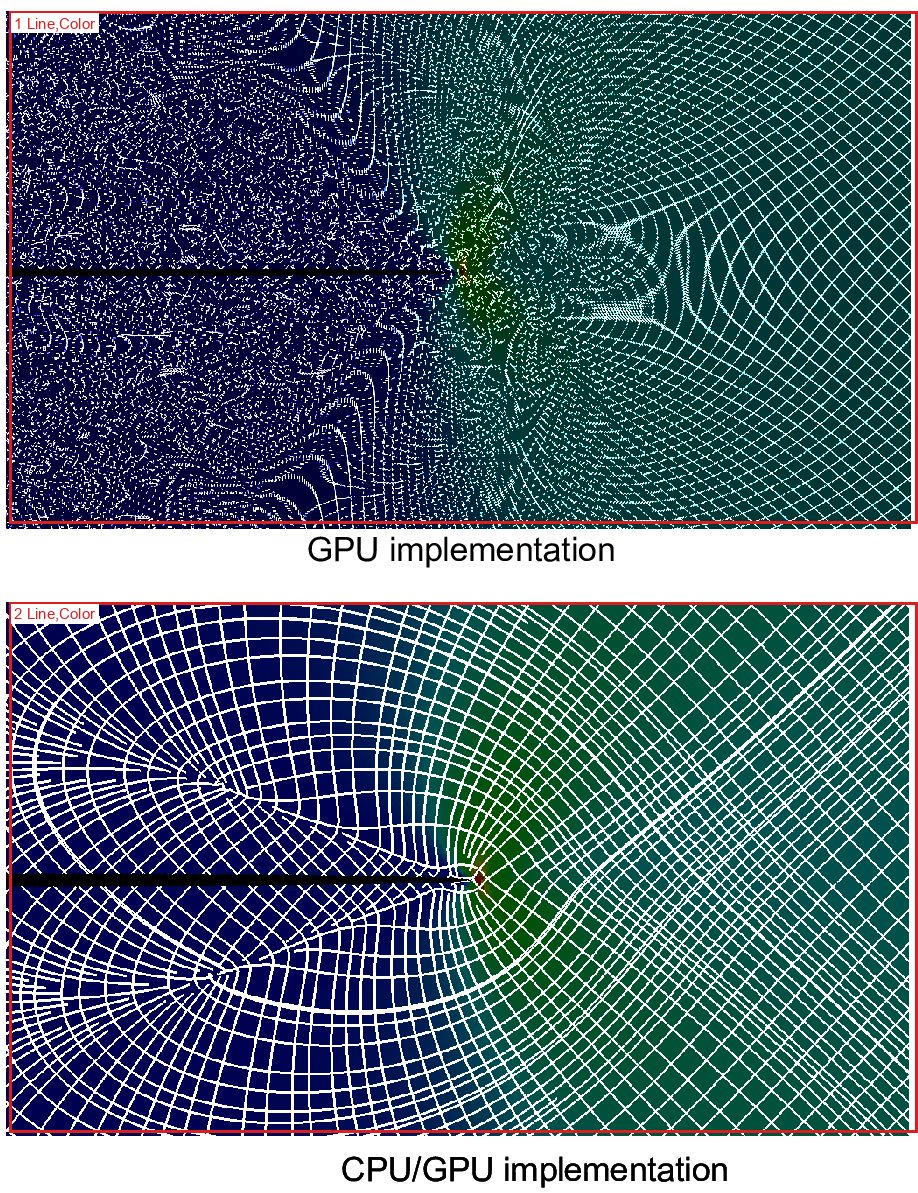 1 Line,Color
GPU implementation
2 Line,Color
CPU/GPU implementation